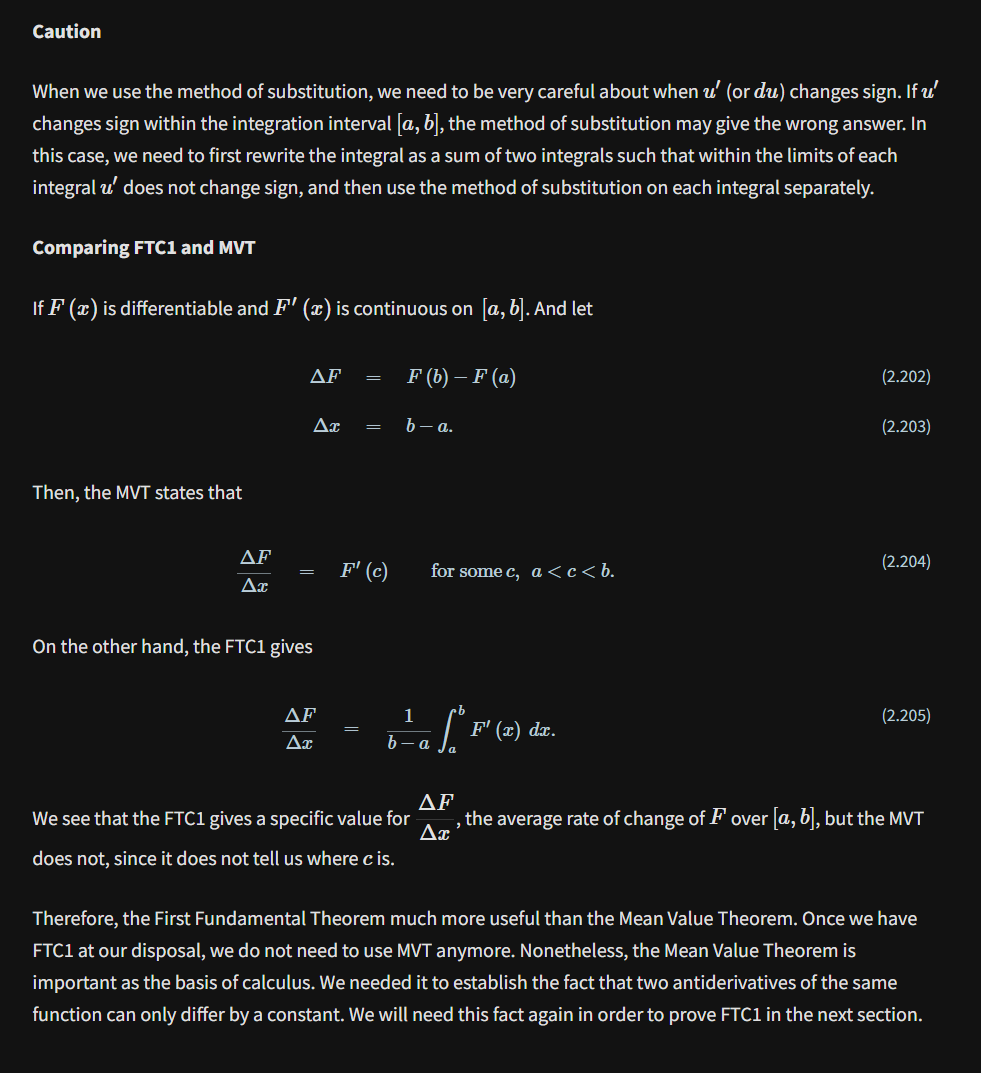 Caution
When we use the method of substitution, we need to be very careful about when u′ (or du) changes sign. If u′
changes sign within the integration interval [a, b], the method of substitution may give the wrong answer. In
this case, we need to first rewrite the integral as a sum of two integrals such that within the limits of each
integral u′ does not change sign, and then use the method of substitution on each integral separately.
Comparing FTC1 and MVT
If F (x) is differentiable and F′ (x) is continuous on [a, b]. And let
ΔF = F (b) − F (a) (2.202)
Δx = b − a. (2.203)
Then, the MVT states that
ΔF/Δx = F′ (c) for some c, a < c < b. (2.204)
On the other hand, the FTC1 gives
ΔF/Δx = 1/(b − a) ∫_a^b F′ (x) dx. (2.205)
We see that the FTC1 gives a specific value for ΔF/Δx, the average rate of change of F over [a, b], but the MVT
does not, since it does not tell us where c is.
Therefore, the First Fundamental Theorem much more useful than the Mean Value Theorem. Once we have
FTC1 at our disposal, we do not need to use MVT anymore. Nonetheless, the Mean Value Theorem is
important as the basis of calculus. We needed it to establish the fact that two antiderivatives of the same
function can only differ by a constant. We will need this fact again in order to prove FTC1 in the next section.